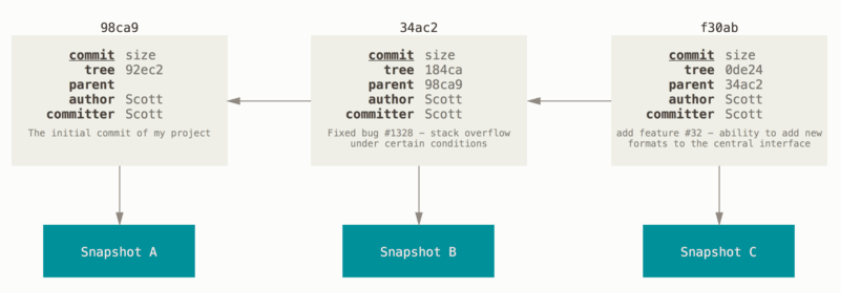 98ca9
commit size
tree 92ec2
parent
author Scott
committer Scott
The initial commit of my project
Snapshot A
34ac2
commit size
tree 184ca
parent 98ca9
author Scott
committer Scott
Fixed bug #1328 – stack overflow
under certain conditions
Snapshot B
f30ab
commit size
tree 0de24
parent 34ac2
author Scott
committer Scott
add feature #32 – ability to add new
formats to the central interface
Snapshot C